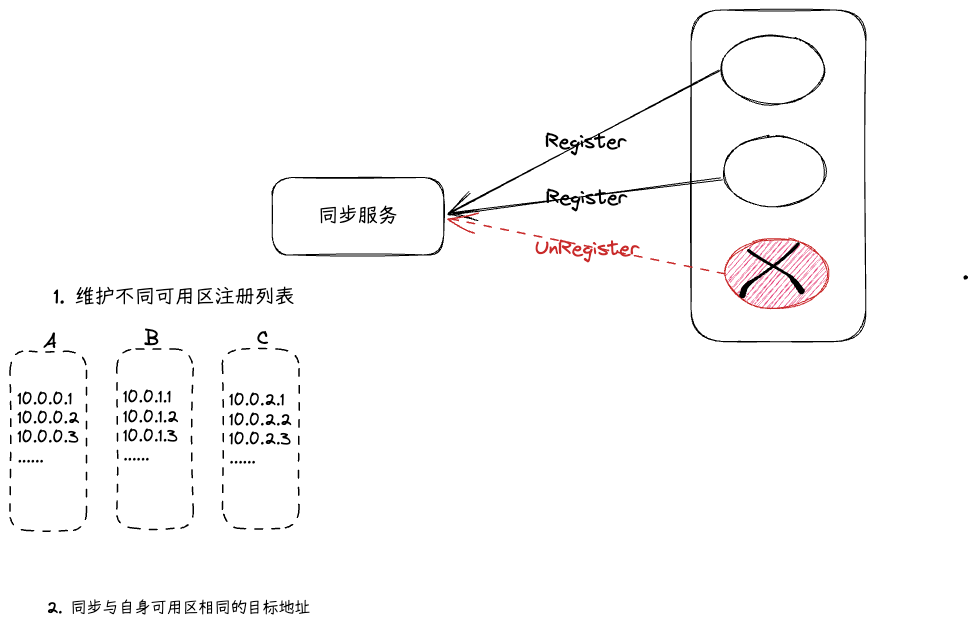 Register
Register
同步服务
UnRegister
1. 维护不同可用区注册列表
A
10.0.0.1
10.0.0.2
10.0.0.3
......
B
10.0.1.1
10.0.1.2
10.0.1.3
......
C
10.0.2.1
10.0.2.2
10.0.2.3
......
2. 同步与自身可用区相同的目标地址